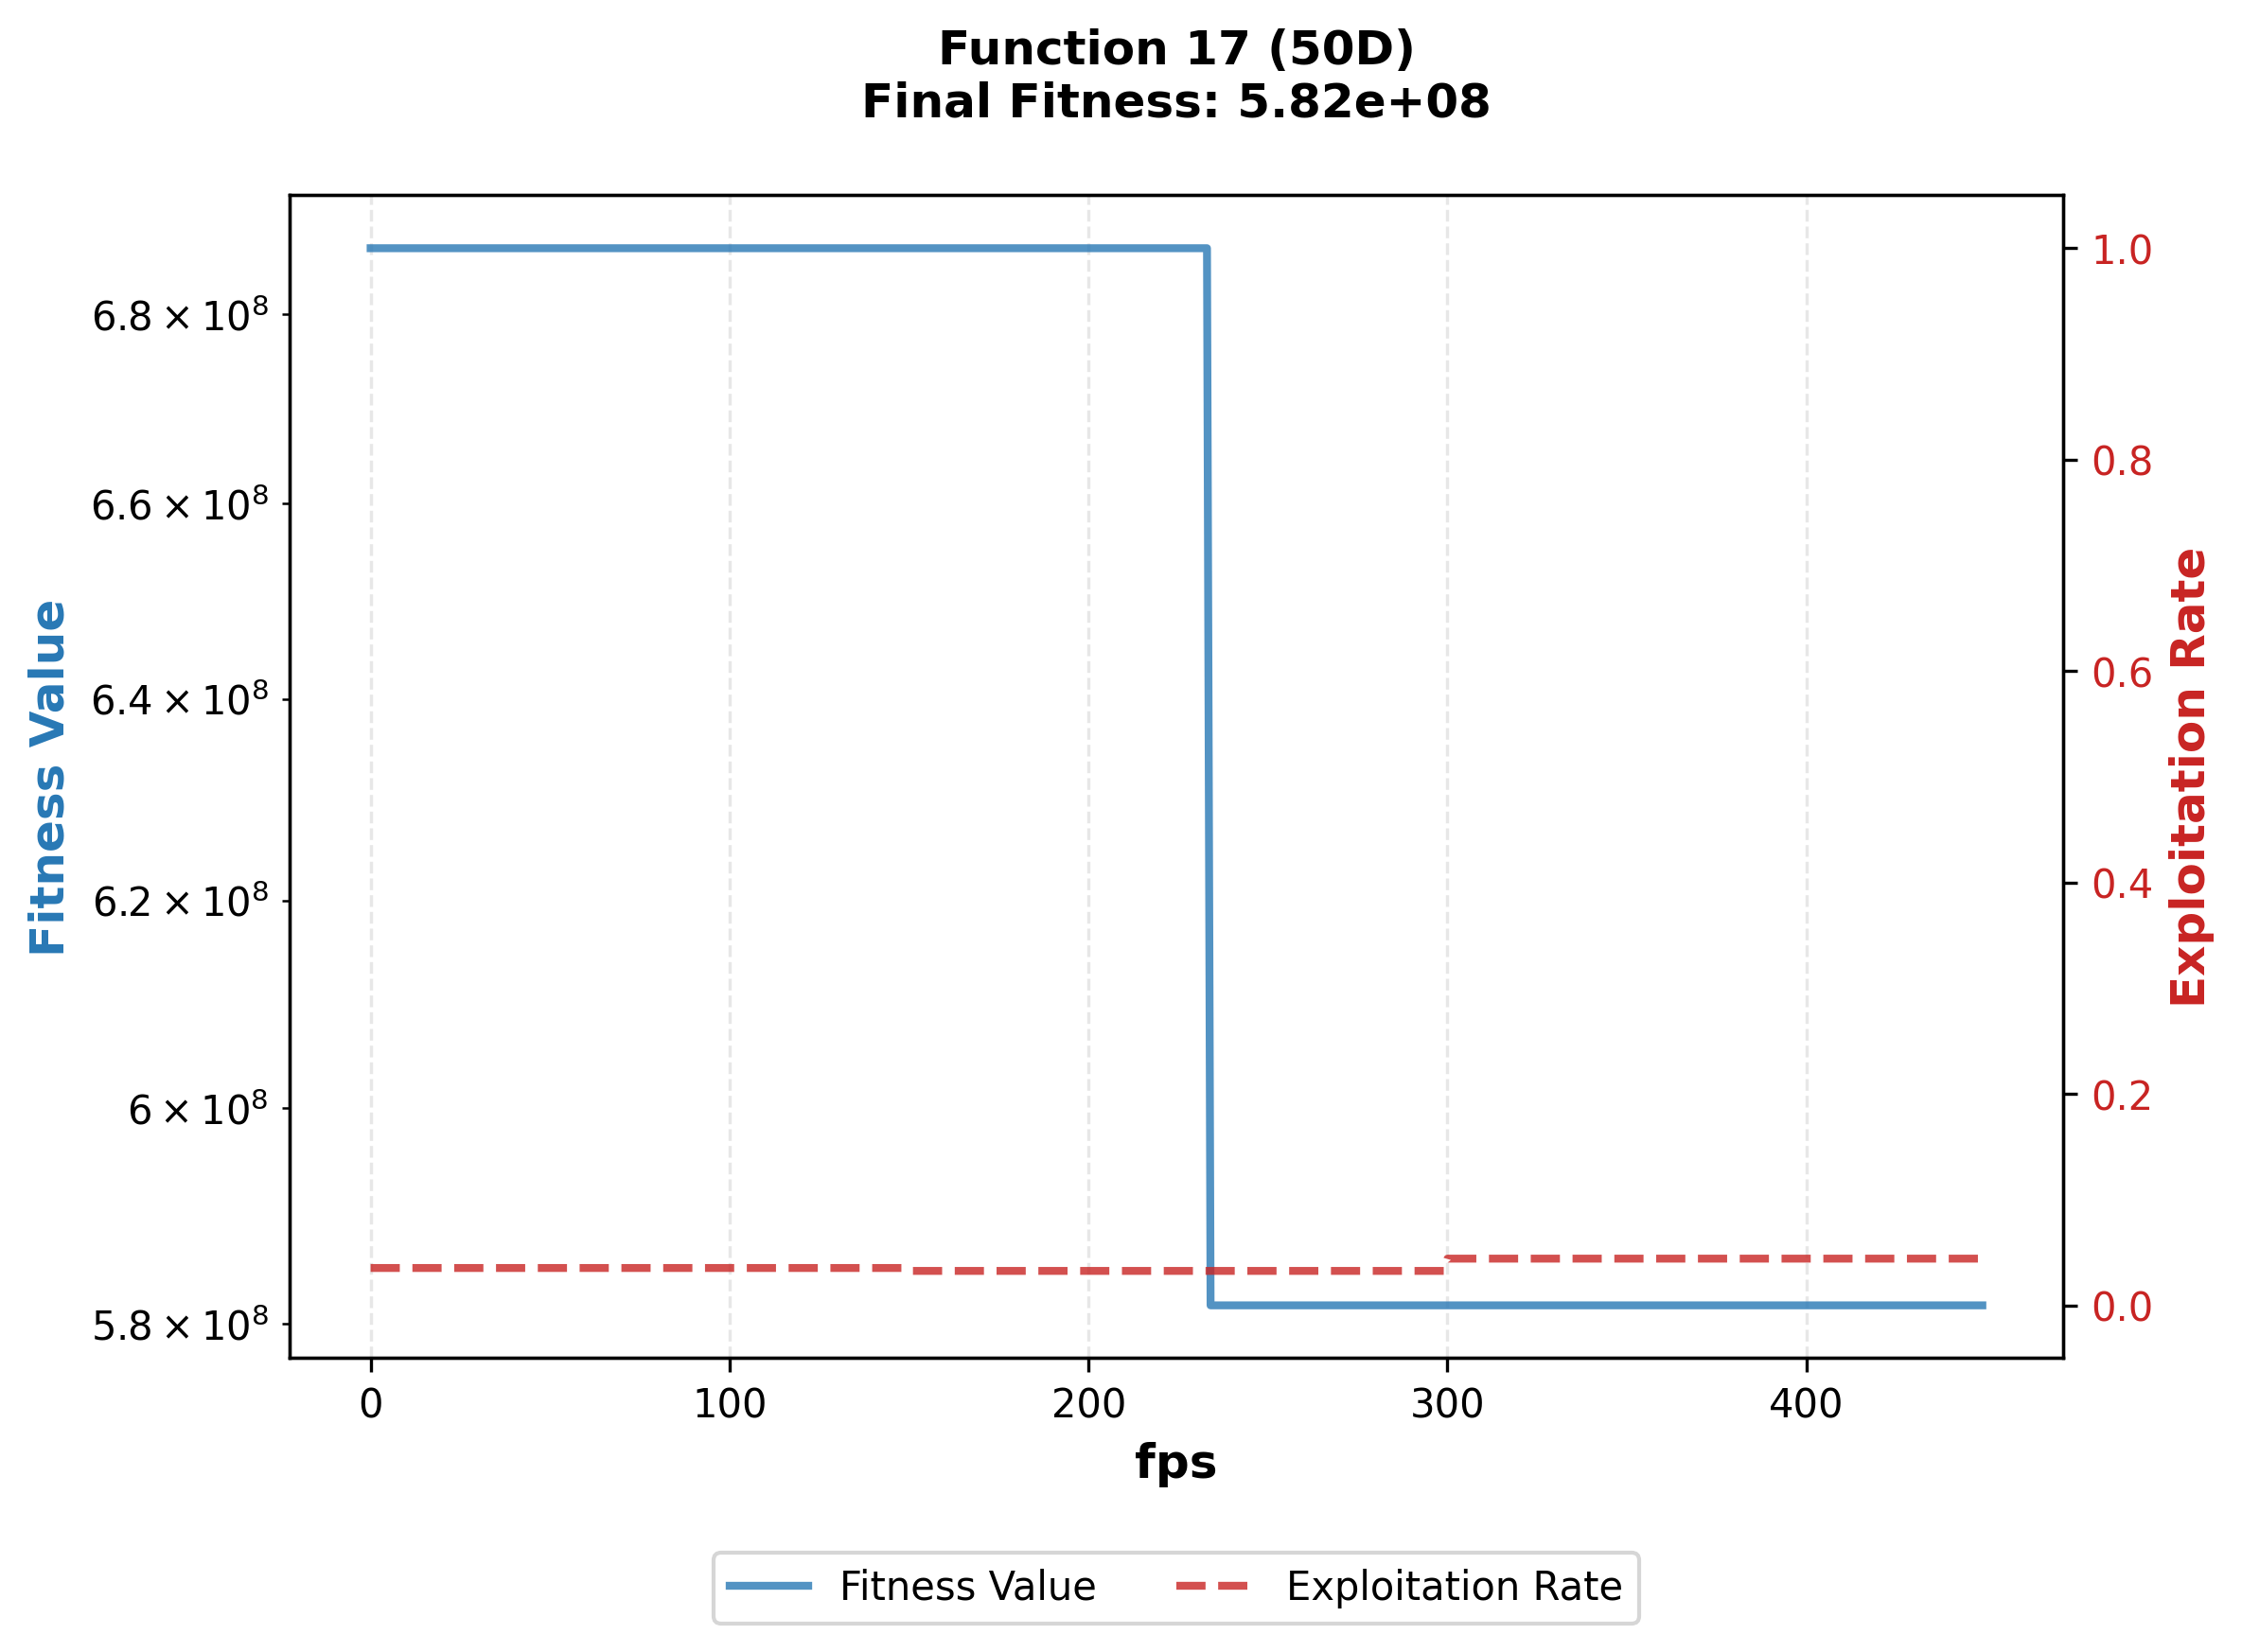 Function 17 (50D)
Final Fitness: 5.82e+08
Fitness Value
6.8 × 10⁸
6.6 × 10⁸
6.4 × 10⁸
6.2 × 10⁸
6 × 10⁸
5.8 × 10⁸
1.0
0.8
0.6
0.4
0.2
0.0
Exploitation Rate
0 100 200 300 400
fps
Fitness Value Exploitation Rate